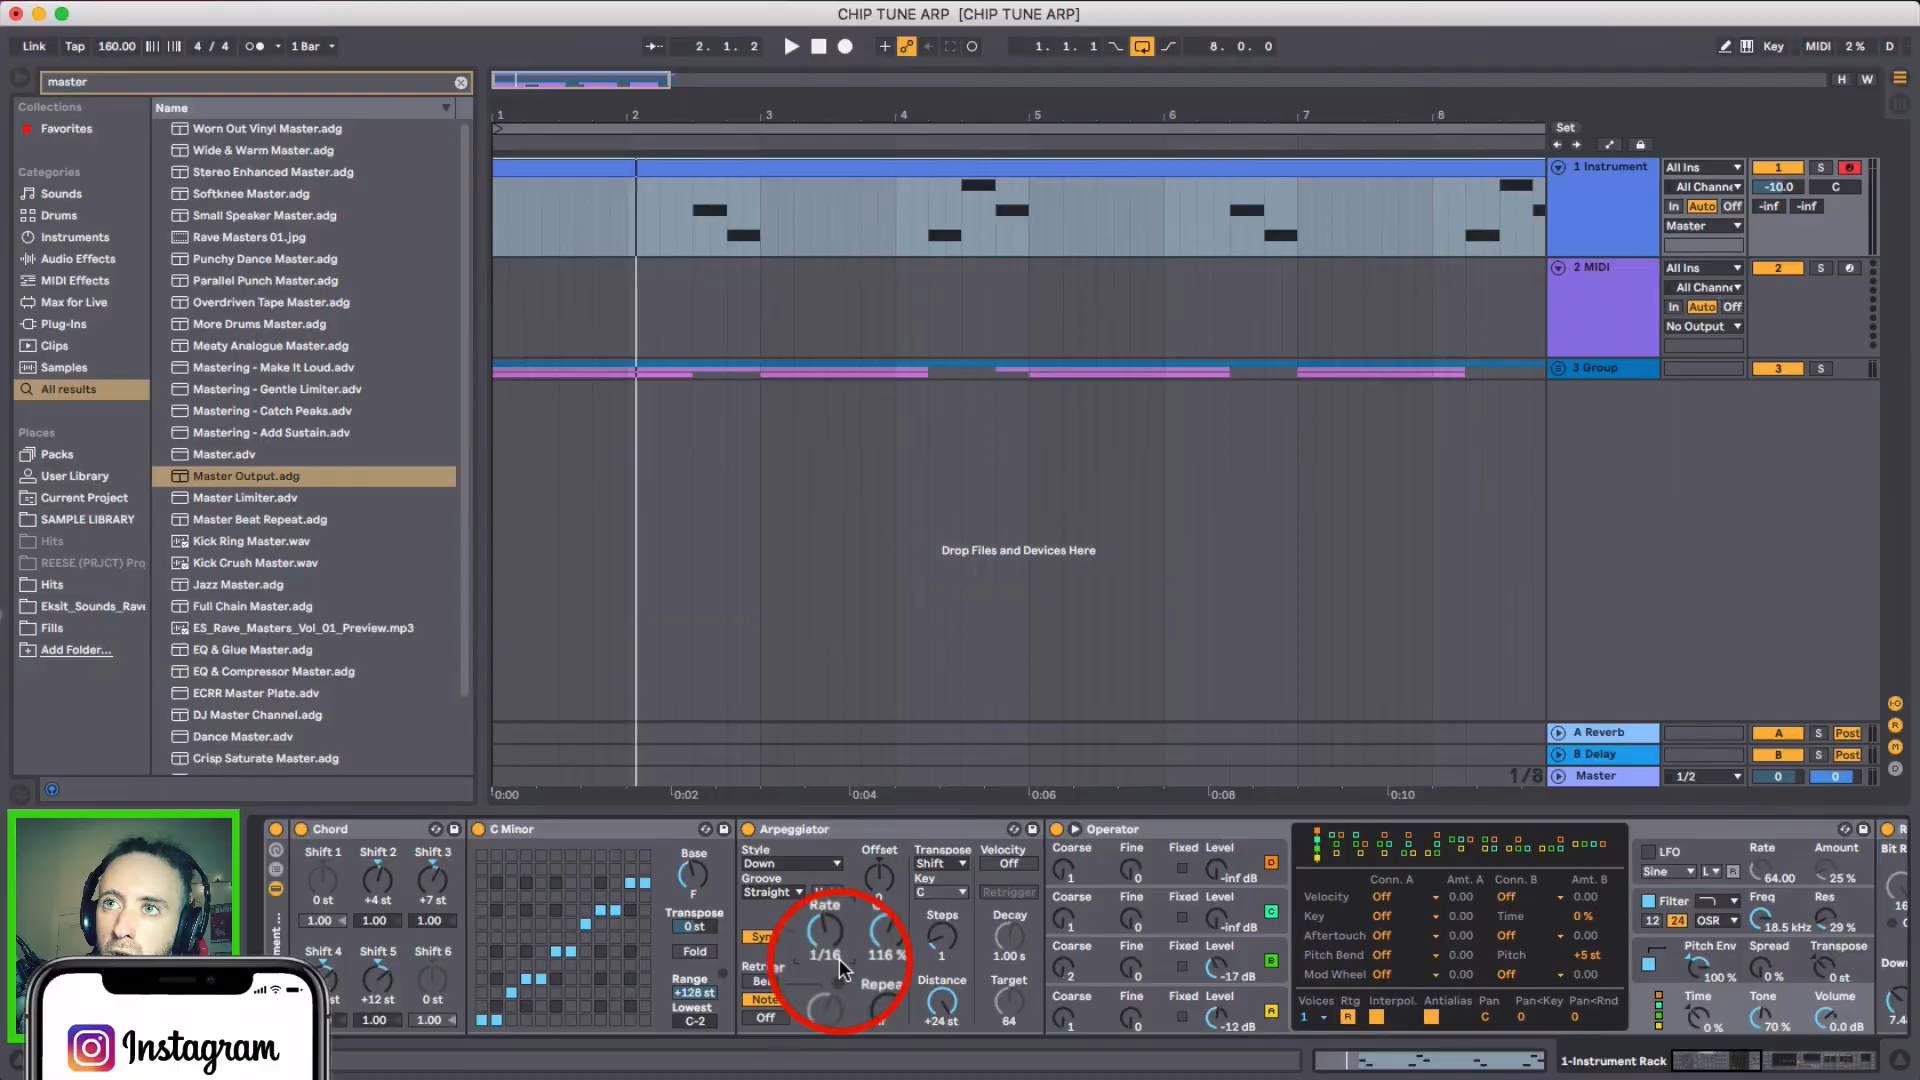 CHIP TUNE ARP [CHIP TUNE ARP]
Link Tap 160.00 4 / 4 1 Bar 2. 1. 2 1. 1. 1 8. 0. 0 Key MIDI 2 % D
master
H W
Collections
Favorites
Categories
Sounds
Drums
Instruments
Audio Effects
MIDI Effects
Max for Live
Plug-Ins
Clips
Samples
All results
Places
Packs
User Library
Current Project
SAMPLE LIBRARY
Hits
REESE (PRJCT) Pro
Hits
Eksit_Sounds_Rave
Fills
Add Folder...
Name
Worn Out Vinyl Master.adg
Wide & Warm Master.adg
Stereo Enhanced Master.adg
Softknee Master.adg
Small Speaker Master.adg
Rave Masters 01.jpg
Punchy Dance Master.adg
Parallel Punch Master.adg
Overdriven Tape Master.adg
More Drums Master.adg
Meaty Analogue Master.adg
Mastering - Make It Loud.adv
Mastering - Gentle Limiter.adv
Mastering - Catch Peaks.adv
Mastering - Add Sustain.adv
Master.adv
Master Output.adg
Master Limiter.adv
Master Beat Repeat.adg
Kick Ring Master.wav
Kick Crush Master.wav
Jazz Master.adg
Full Chain Master.adg
ES_Rave_Masters_Vol_01_Preview.mp3
EQ & Glue Master.adg
EQ & Compressor Master.adg
ECRR Master Plate.adv
DJ Master Channel.adg
Dance Master.adv
Crisp Saturate Master.adg
1 2 3 4 5 6 7 8
Set
1 Instrument All Ins 1 S
All Channe -10.0 C
In Auto Off -inf -inf
Master
2 MIDI All Ins 2 S
All Channe
In Auto Off
No Output
3 Group 3 S
Drop Files and Devices Here
A Reverb A S Post
B Delay B S Post
1/8 Master 1/2 0 0
0:00 0:02 0:04 0:06 0:08 0:10
Chord
Shift 1 Shift 2 Shift 3
0 st +4 st +7 st
1.00 1.00 1.00
Shift 4 Shift 5 Shift 6
st +12 st 0 st
1.00 1.00
C Minor
Base
F
Transpose
0 st
Fold
Range
+128 st
Lowest
C-2
Arpeggiator
Style Offset Transpose Velocity
Down Shift Off
Groove Key
Straight 0 C Retrigger
Rate Steps Decay
Syn 1/16 116 % 1 1.00 s
Retrigger Repea Distance Target
Be
Note
Off +24 st 64
Operator
Coarse Fine Fixed Level
1 0 -inf dB D
Coarse Fine Fixed Level
1 0 -inf dB C
Coarse Fine Fixed Level
2 0 -17 dB B
Coarse Fine Fixed Level
1 0 -12 dB A
Conn. A Amt. A Conn. B Amt. B
Velocity Off 0.00 Off
Key Off 0.00 Time 0 %
Aftertouch Off 0.00 Off 0.00
Pitch Bend Off 0.00 Pitch +5 st
Mod Wheel Off 0.00 Off 0.00
Voices Rtg Interpol. Antialias Pan Pan<Key Pan<Rnd
1 R C 0 0
LFO Rate Amount
Sine L R 64.00 25 %
Filter Freq Res
12 24 OSR 18.5 kHz 29 %
Pitch Env Spread Transpose
100 % 0 % 0 st
Time Tone Volume
0 % 70 % 0.0 dB
R
Bit R
16
Down
7.4
Instagram
1-Instrument Rack